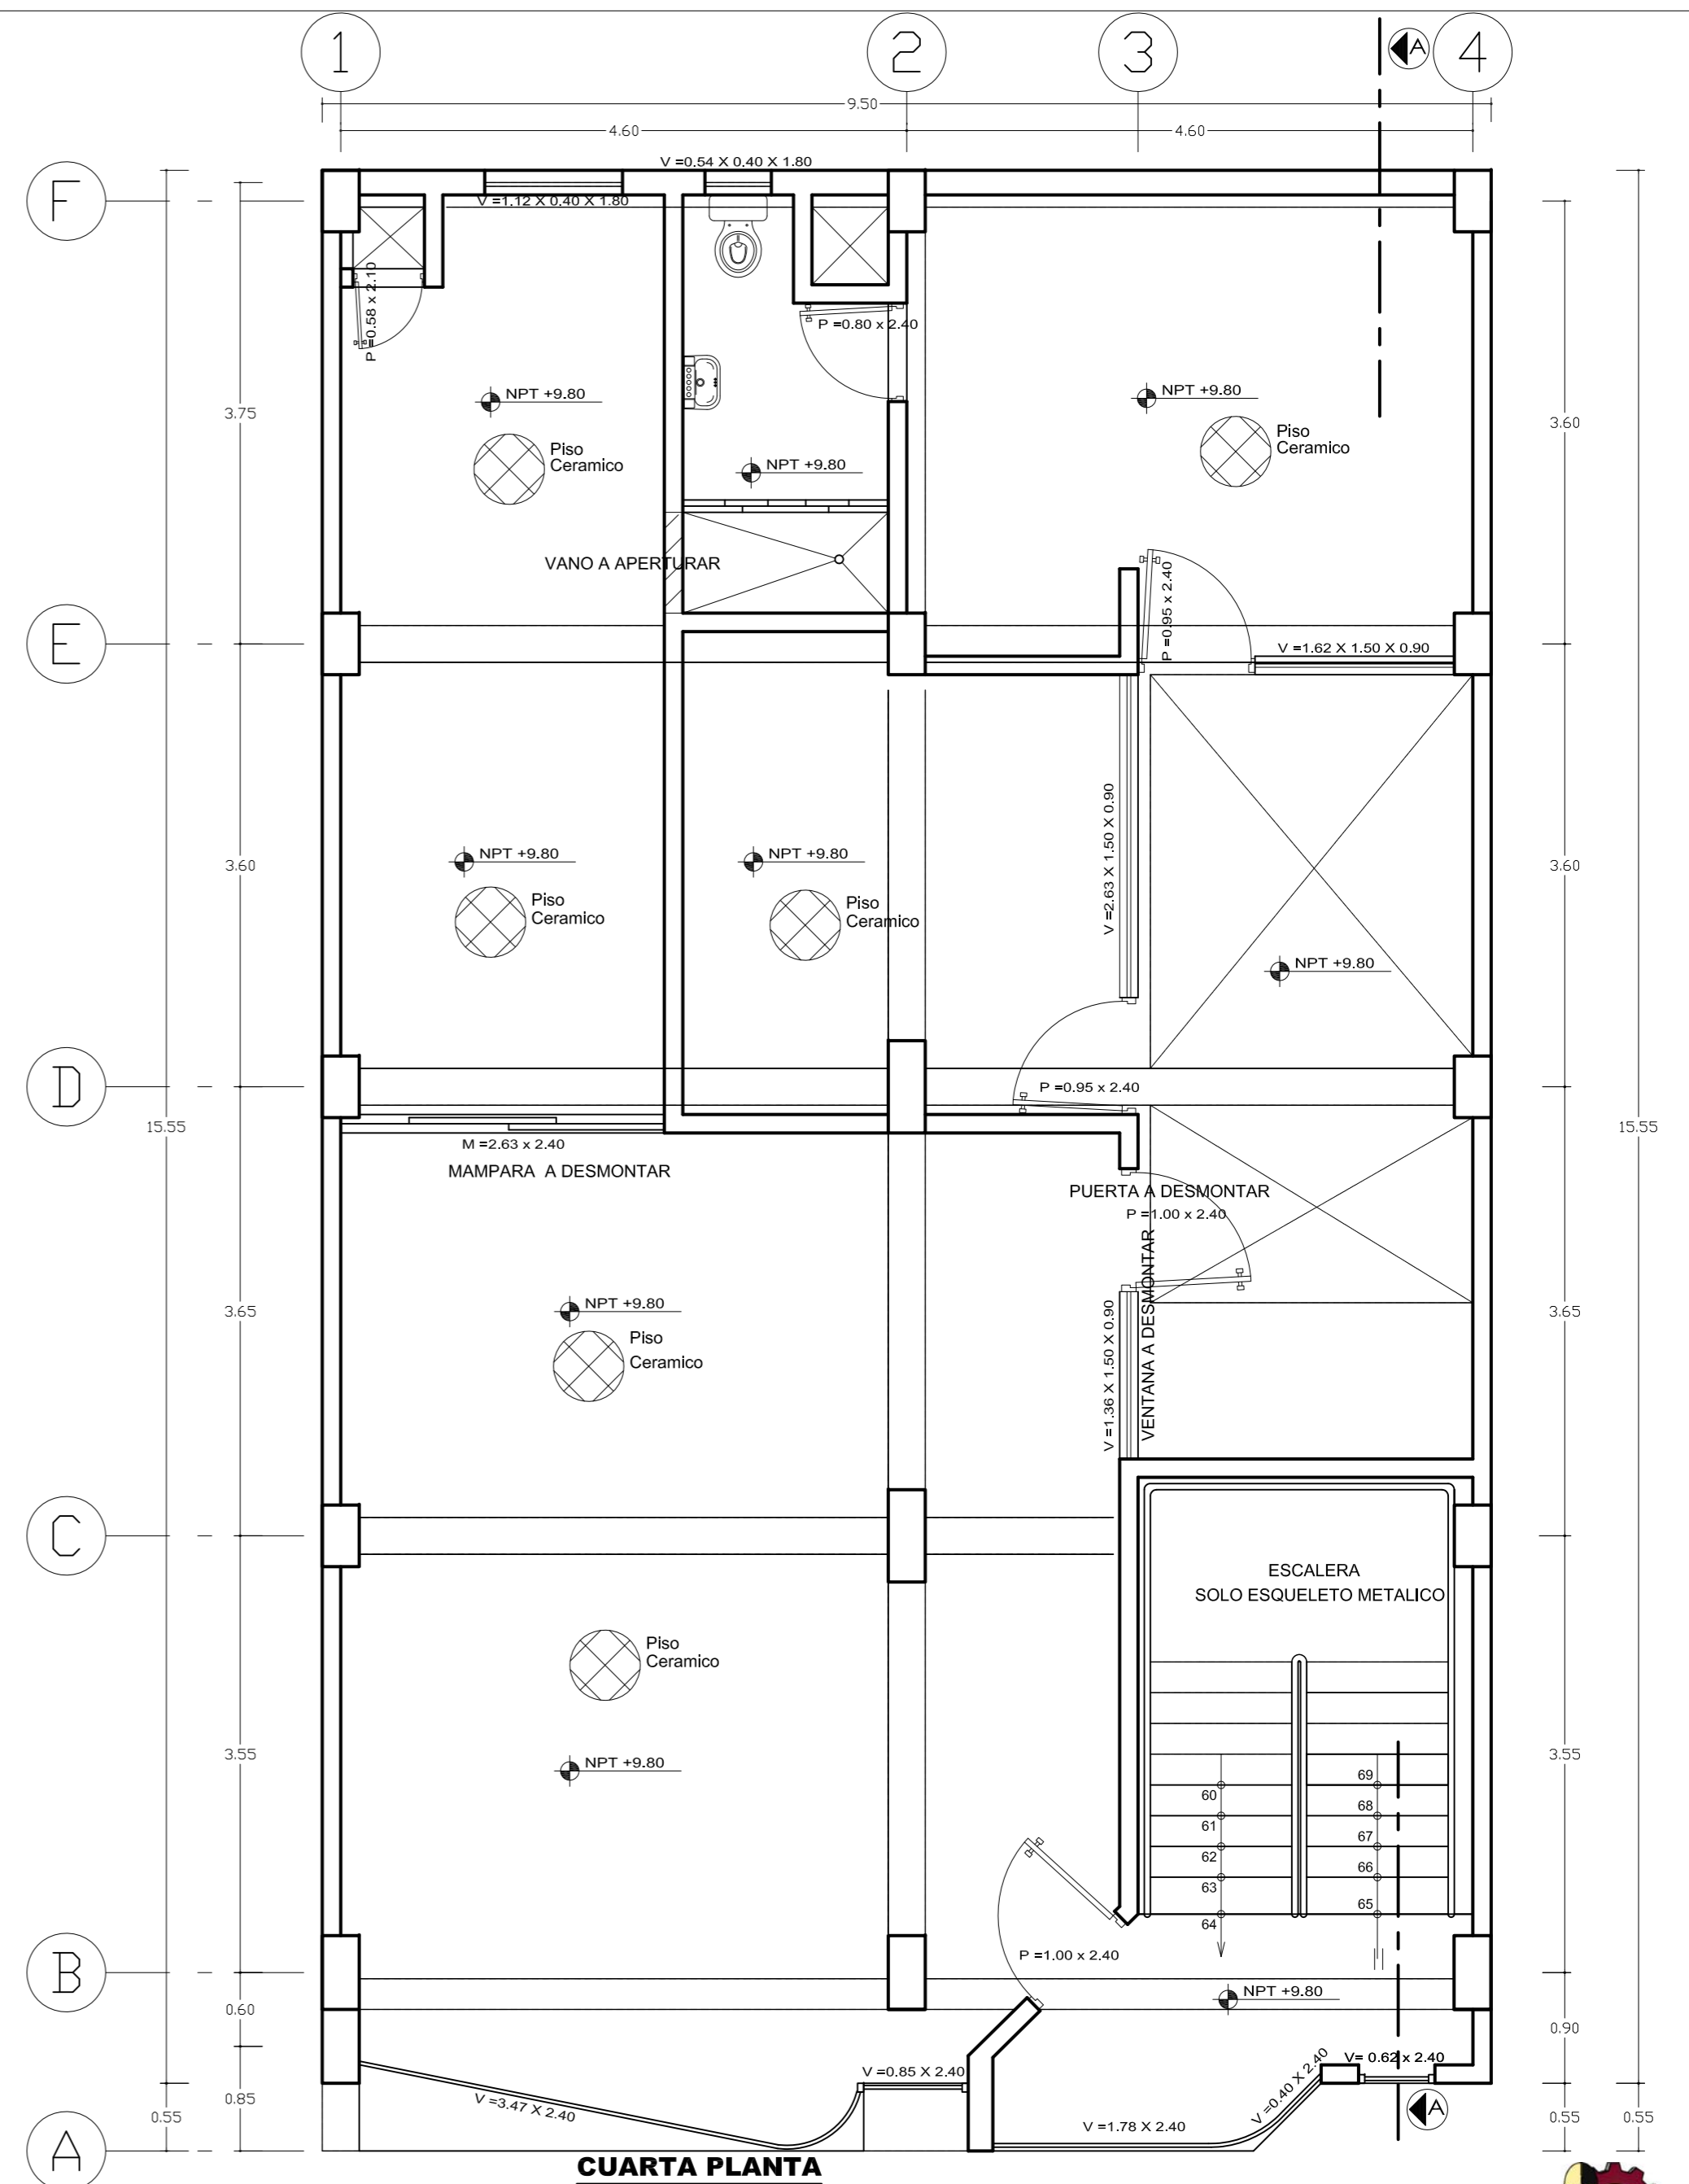 1
2
3
A
4
9.50
4.60
4.60
V =0.54 X 0.40 X 1.80
F
V =1.12 X 0.40 X 1.80
P =0.58 x 2.10
P =0.80 x 2.40
NPT +9.80
NPT +9.80
3.75
3.60
Piso
Ceramico
Piso
Ceramico
NPT +9.80
VANO A APERTURAR
P =0.95 x 2.40
E
V =1.62 X 1.50 X 0.90
V =2.63 X 1.50 X 0.90
NPT +9.80
NPT +9.80
3.60
3.60
Piso
Ceramico
Piso
Ceramico
NPT +9.80
D
P =0.95 x 2.40
15.55
15.55
M =2.63 x 2.40
MAMPARA A DESMONTAR
PUERTA A DESMONTAR
P =1.00 x 2.40
VENTANA A DESMONTAR
V =1.36 X 1.50 X 0.90
NPT +9.80
3.65
3.65
Piso
Ceramico
C
ESCALERA
SOLO ESQUELETO METALICO
Piso
Ceramico
3.55
3.55
NPT +9.80
69
60
68
61
67
62
66
63
65
64
P =1.00 x 2.40
B
NPT +9.80
0.60
0.90
V =0.85 X 2.40
V =0.40 X 2.40
V= 0.62 x 2.40
V =3.47 X 2.40
0.85
0.55
V =1.78 X 2.40
A
0.55
0.55
A
CUARTA PLANTA